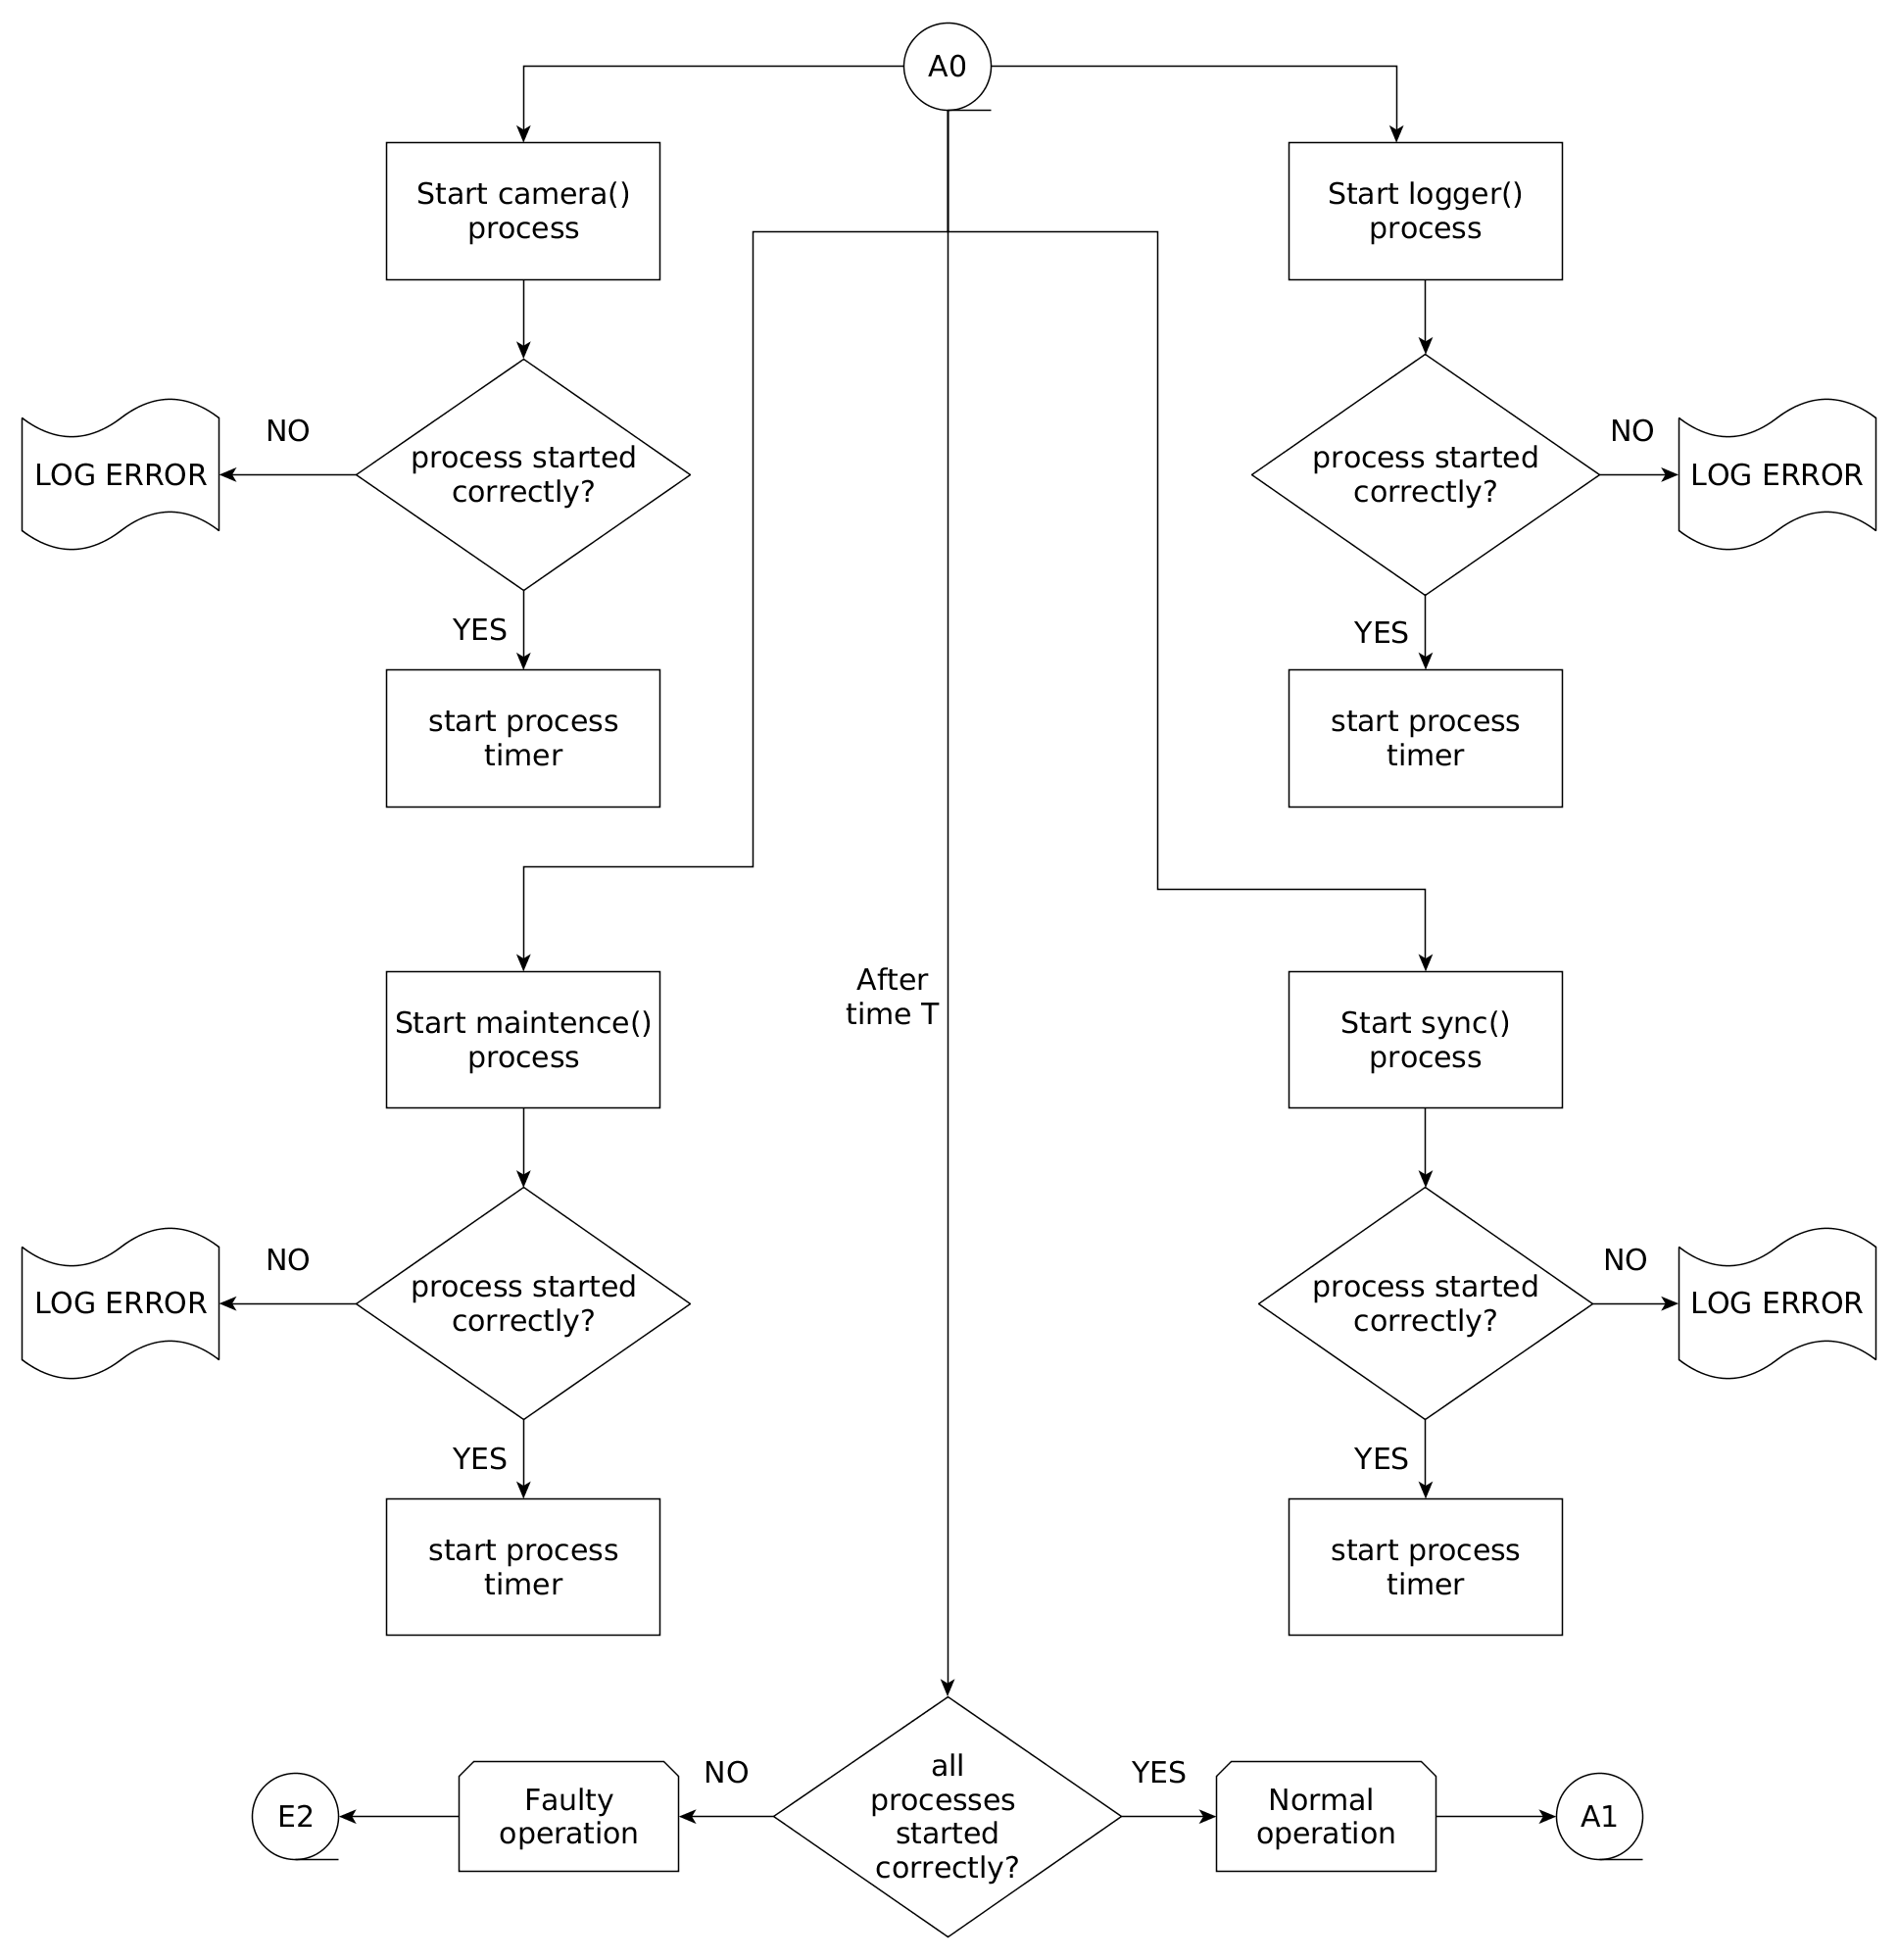 A0
Start camera()
process
Start logger()
process
NO
LOG ERROR
process started
correctly?
process started
correctly?
NO
LOG ERROR
YES
YES
start process
timer
start process
timer
After
time T
Start maintence()
process
Start sync()
process
NO
LOG ERROR
process started
correctly?
process started
correctly?
NO
LOG ERROR
YES
YES
start process
timer
start process
timer
E2
Faulty
operation
NO
all
processes
started
correctly?
YES
Normal
operation
A1